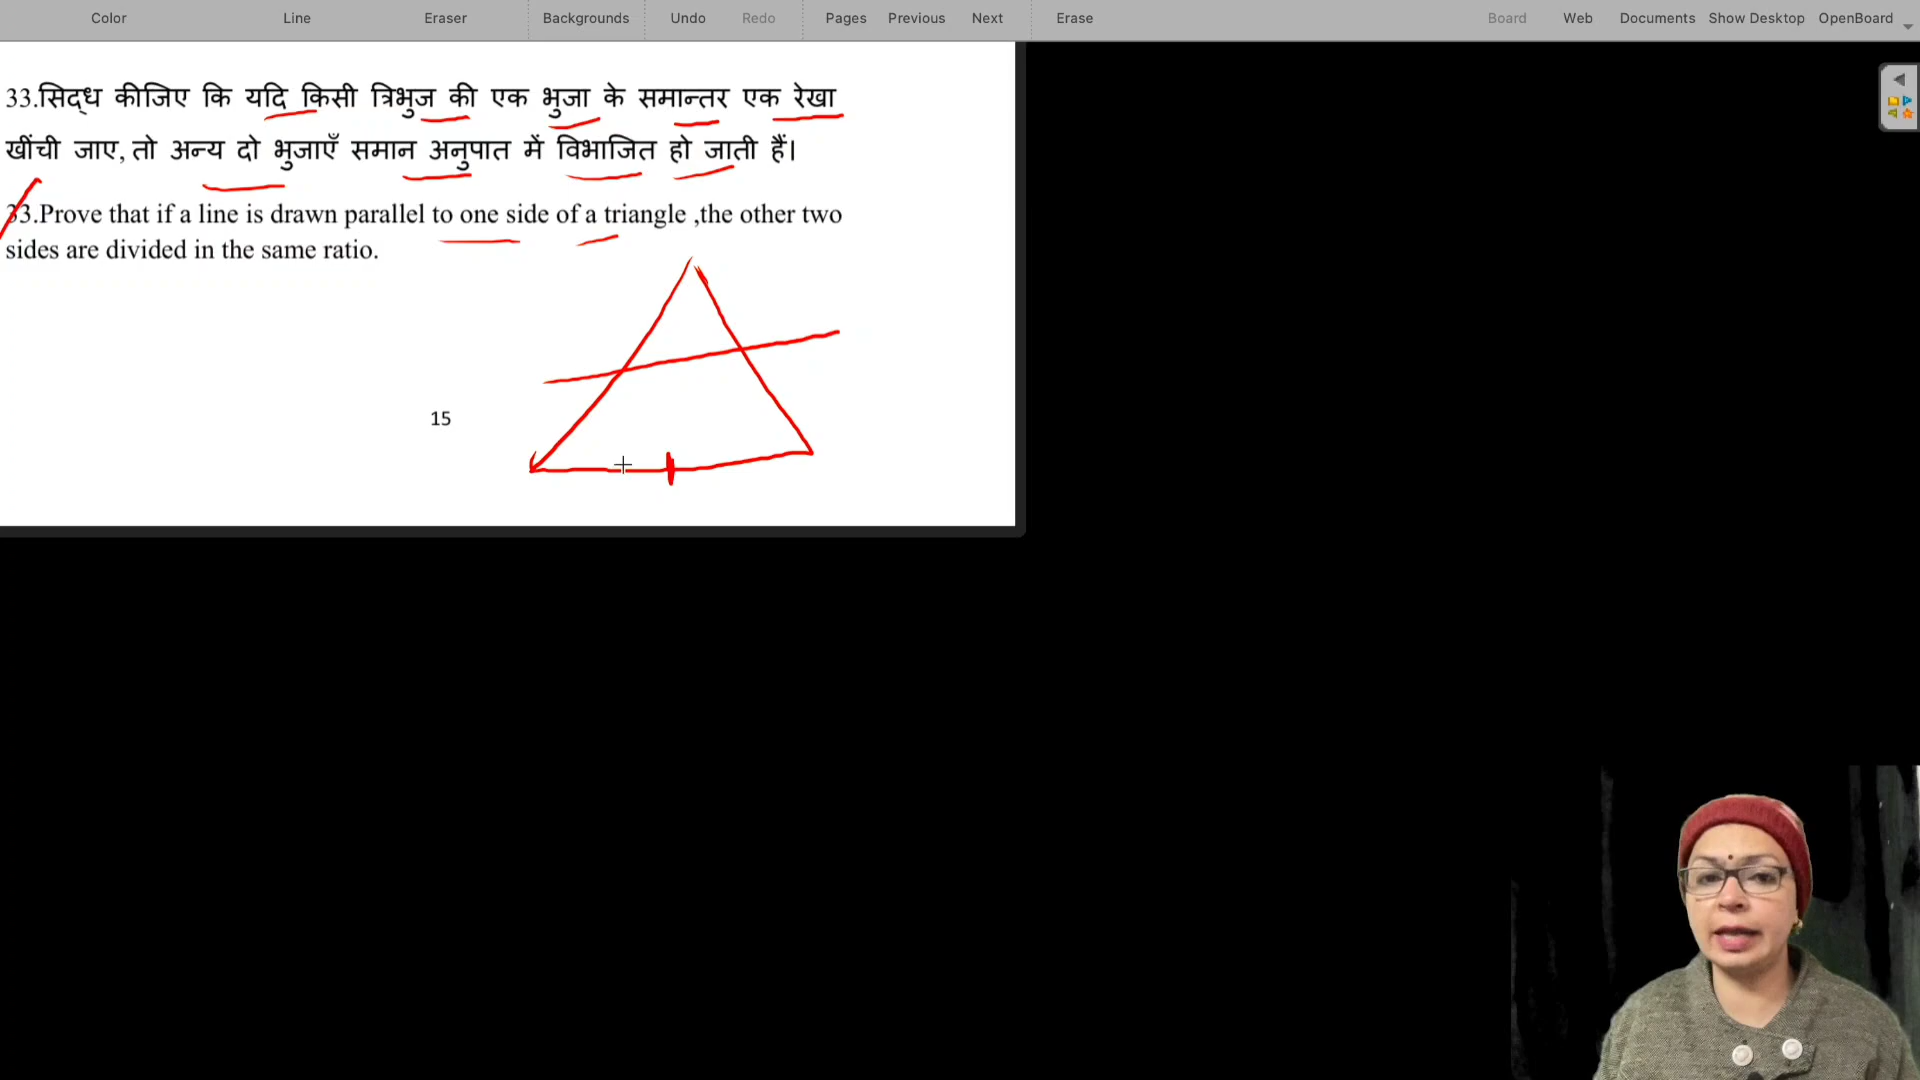 Color Line Eraser Backgrounds Undo Redo Pages Previous Next Erase Board Web Documents Show Desktop OpenBoard
33.सिद्ध कीजिए कि यदि किसी त्रिभुज की एक भुजा के समान्तर एक रेखा
खींची जाए, तो अन्य दो भुजाएँ समान अनुपात में विभाजित हो जाती हैं।
33.Prove that if a line is drawn parallel to one side of a triangle ,the other two
sides are divided in the same ratio.
15